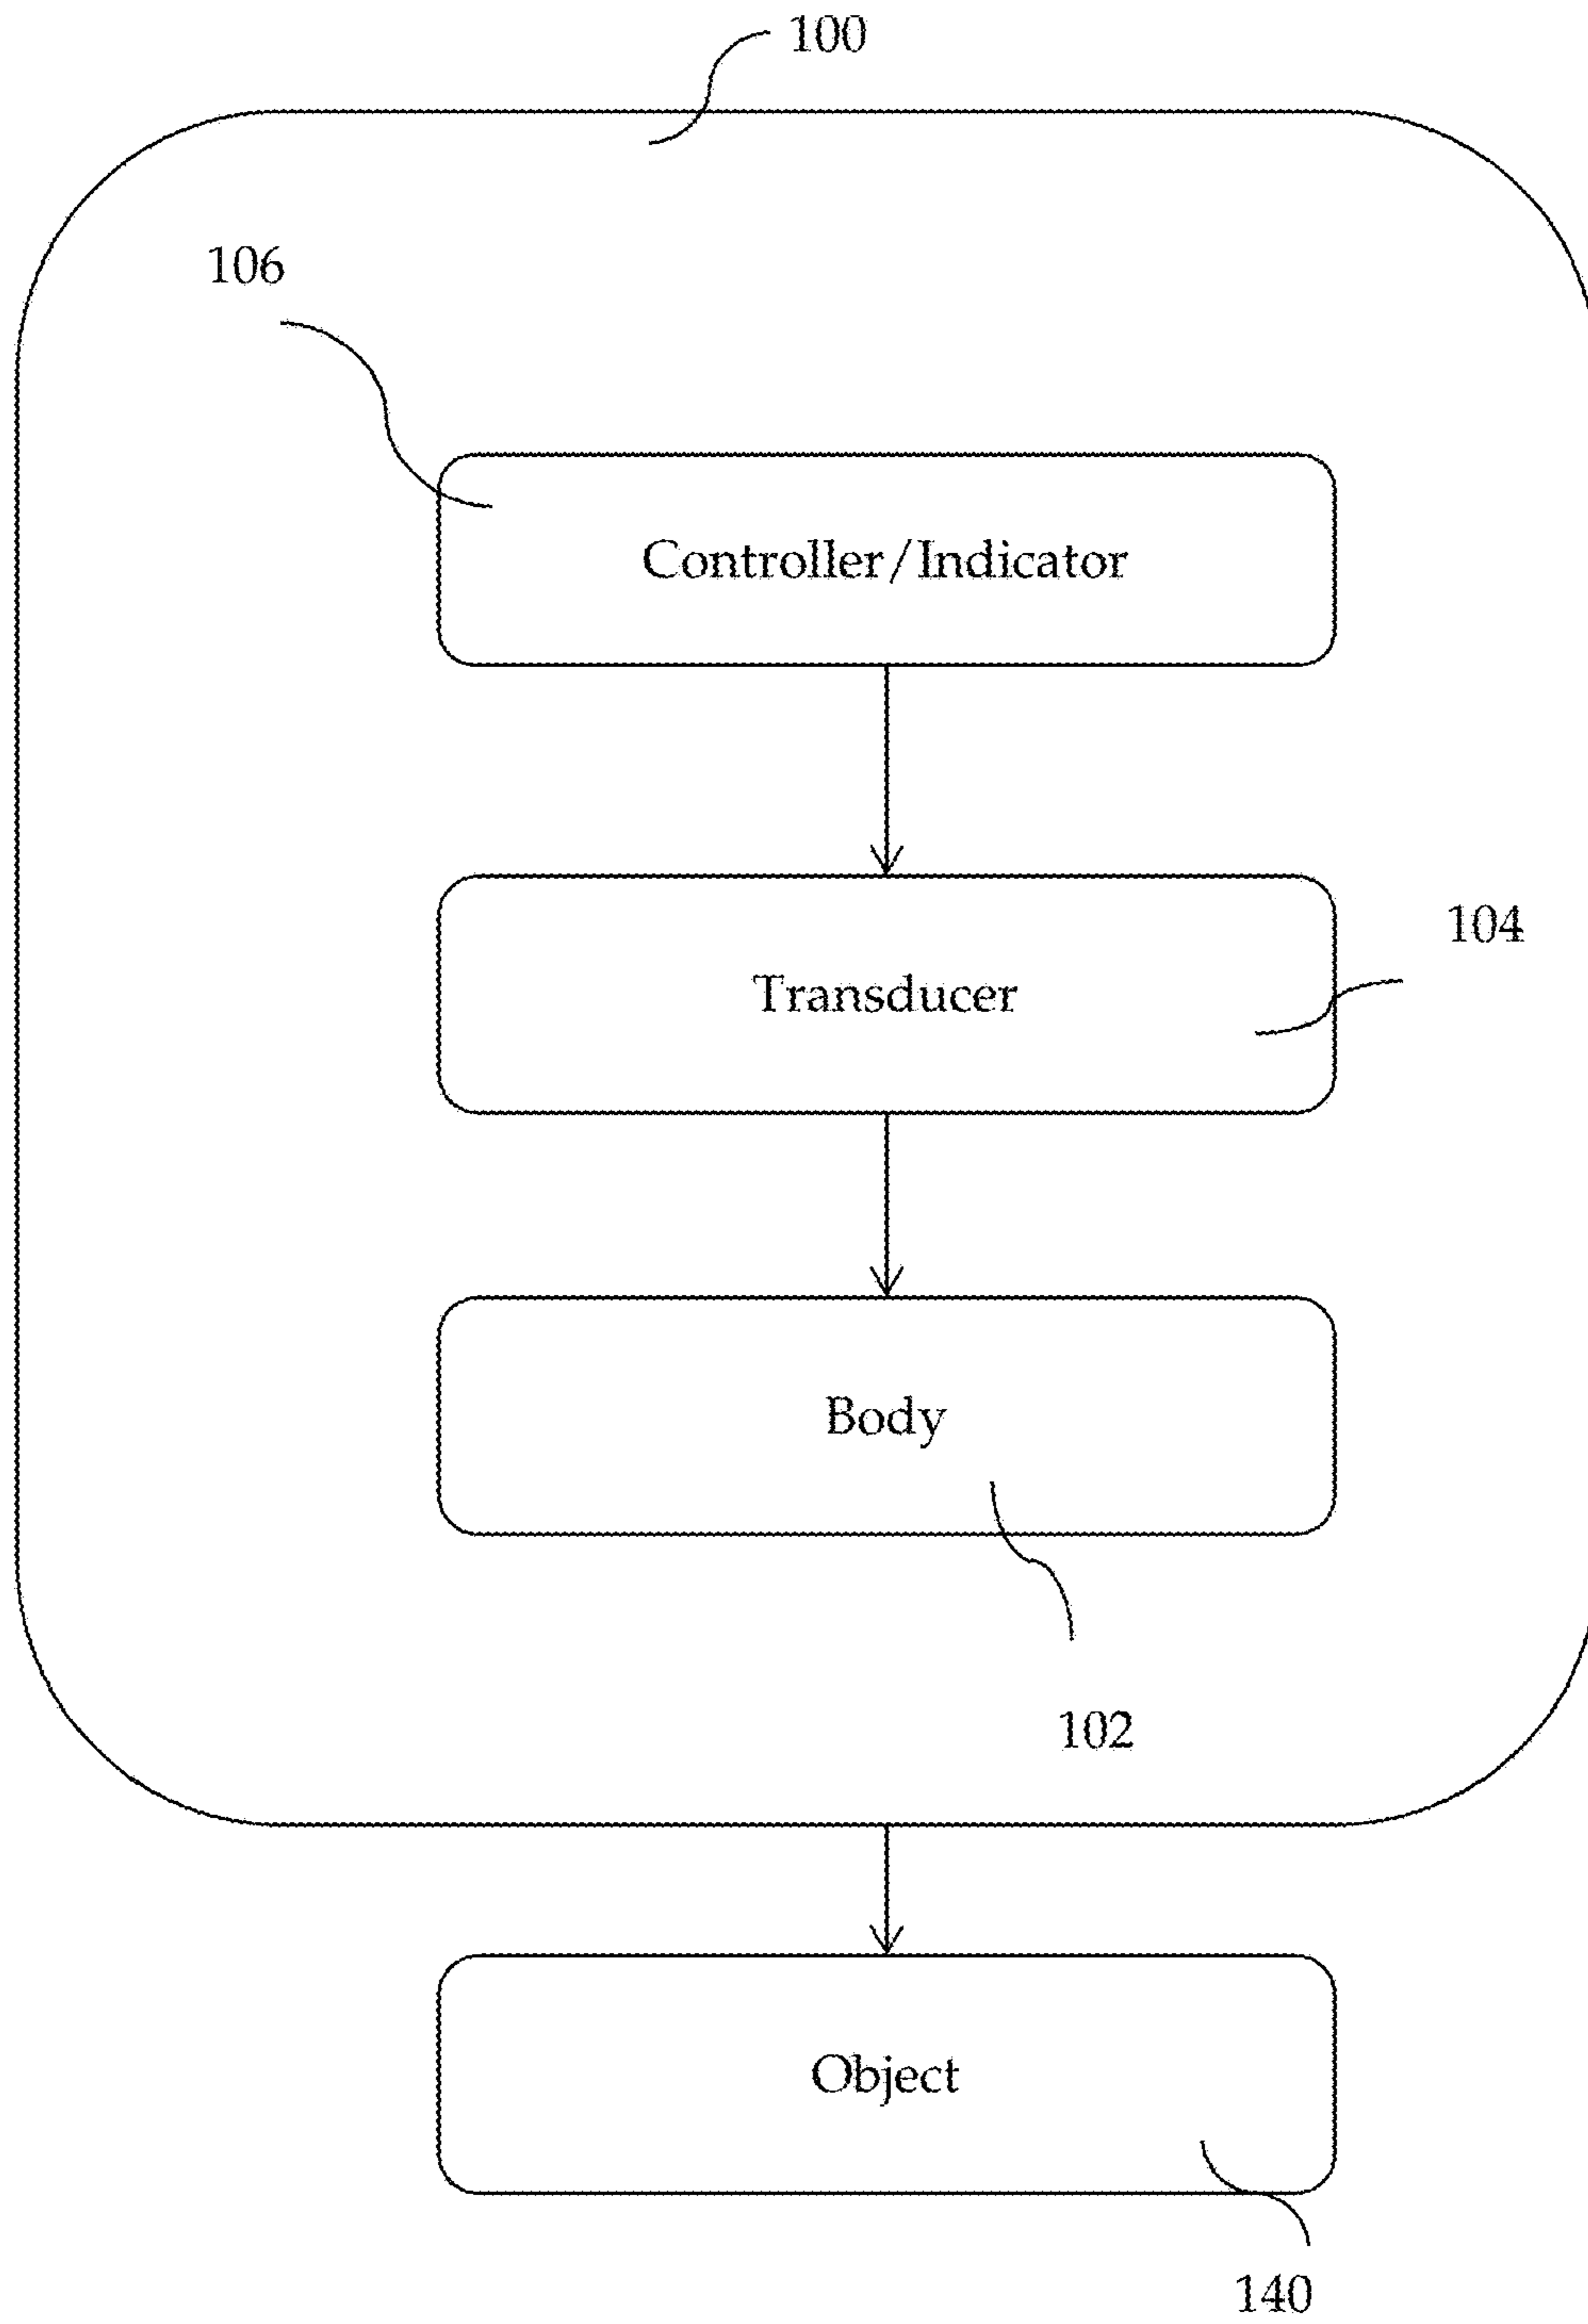 100
106
Controller/Indicator
104
Transducer
Body
102
Object
140